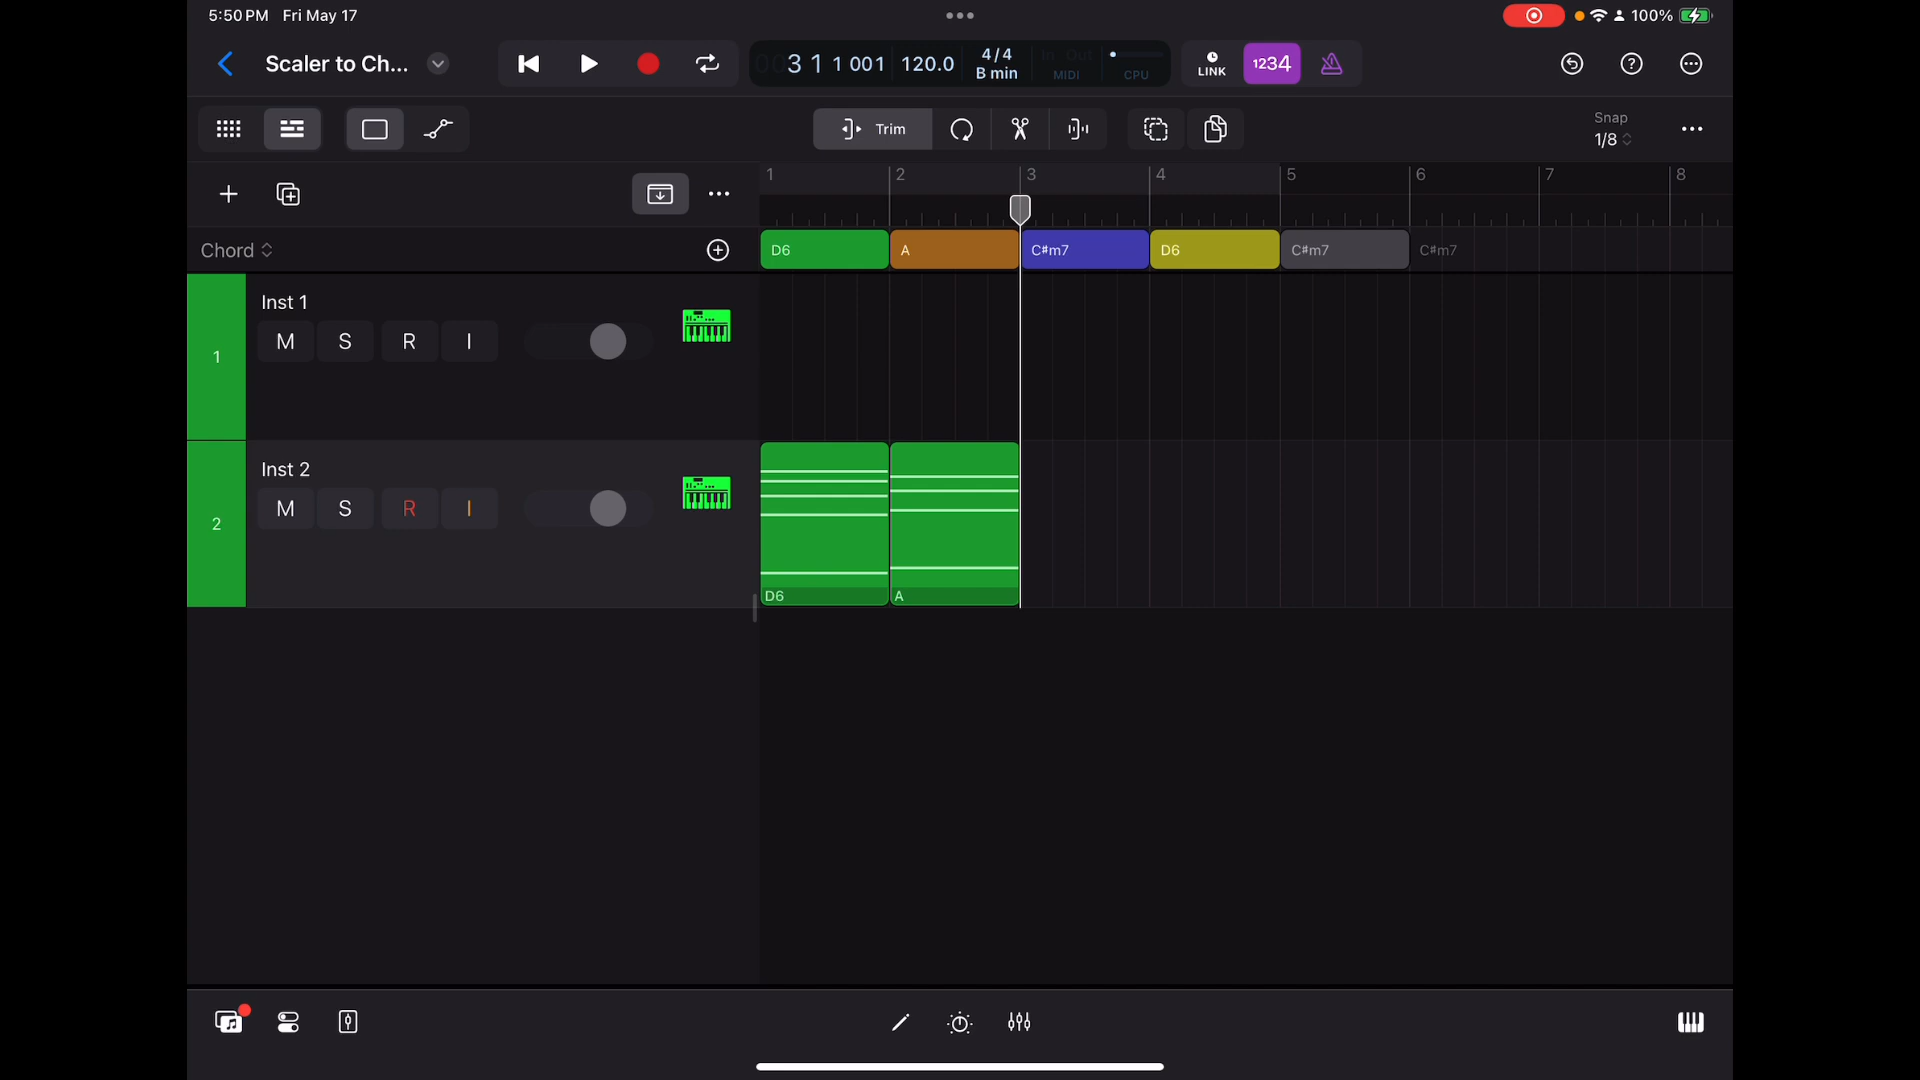 5:50 PM Fri May 17
100%
Scaler to Ch...
3 1 1 001 120.0 4/4 B min In Out MIDI CPU
LINK 1234
Trim
Snap
1/8
1 2 3 4 5 6 7 8
Chord
D6 A C#m7 D6 C#m7 C#m7
1
Inst 1
M S R I
2
Inst 2
M S R I
D6 A